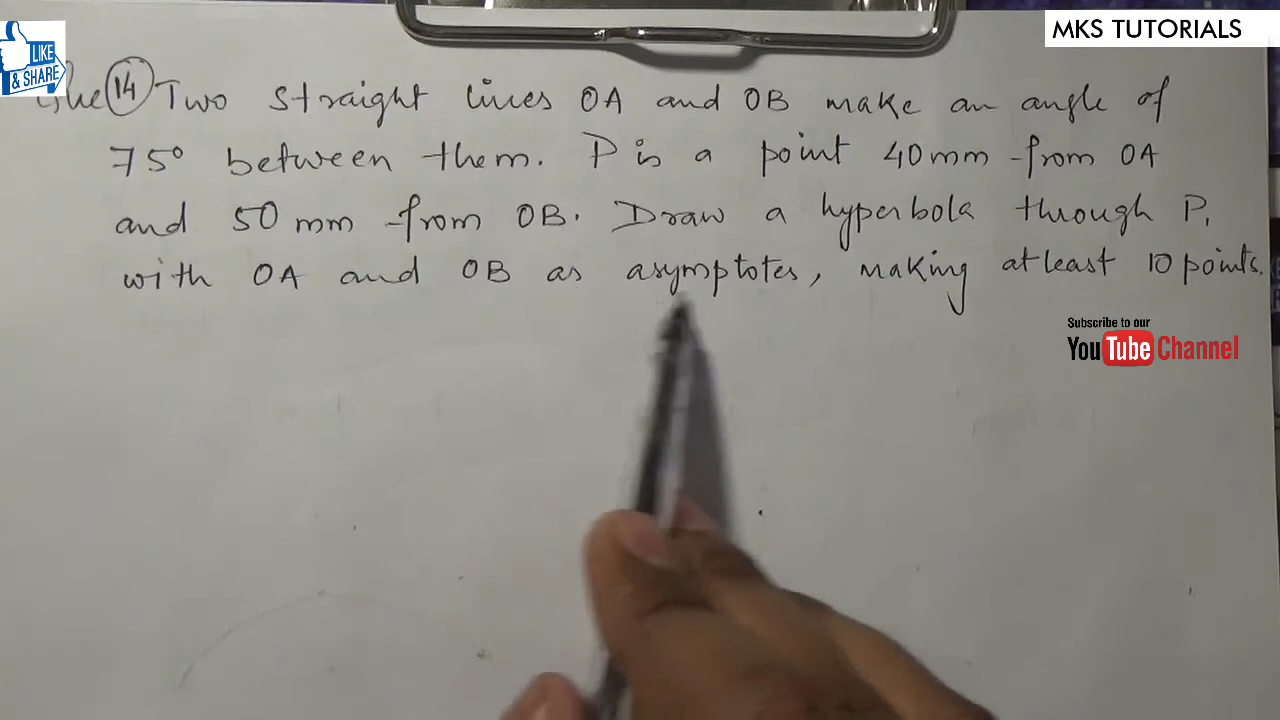 MKS TUTORIALS
LIKE
& SHARE
Que (14) Two straight lines OA and OB make an angle of
75° between them. P is a point 40mm from OA
and 50 mm from OB. Draw a hyperbola through P,
with OA and OB as asymptotes, making atleast 10 points.
Subscribe to our
YouTube Channel